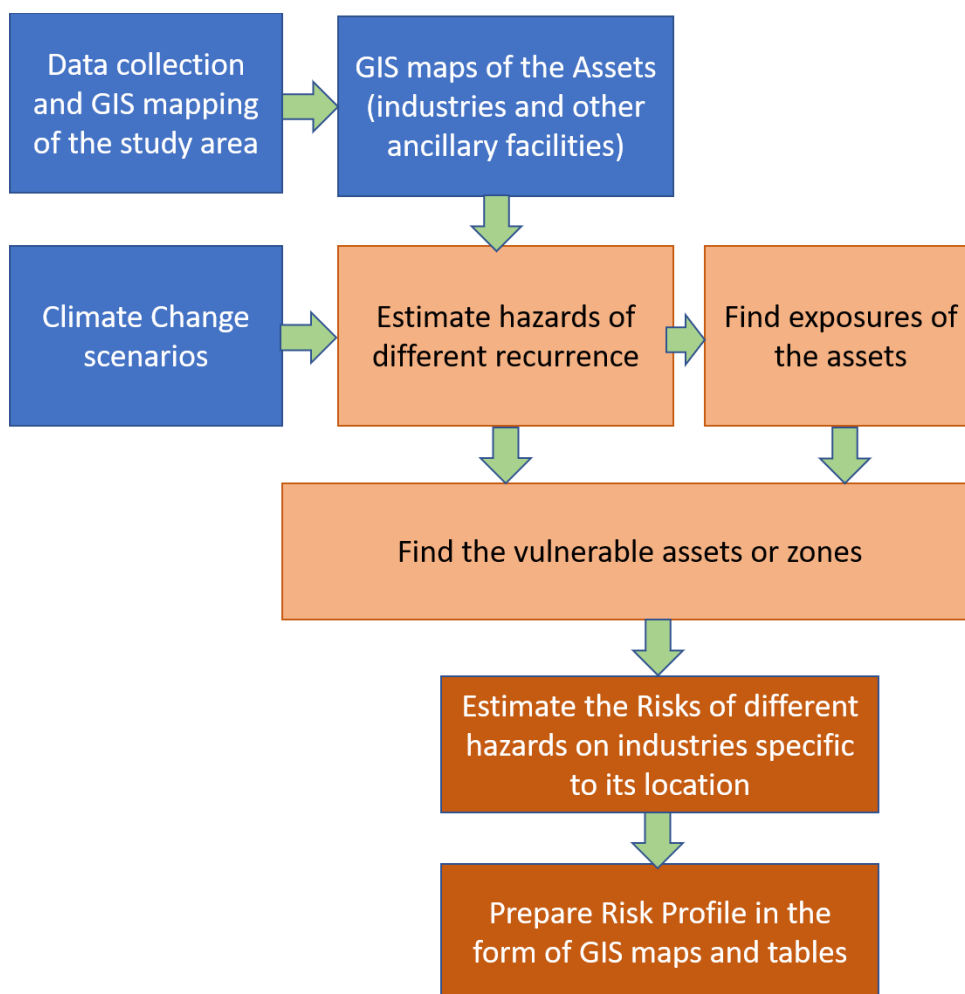 Data collection
and GIS mapping
of the study area
GIS maps of the Assets
(industries and other
ancillary facilities)
Climate Change
scenarios
Estimate hazards of
different recurrence
Find exposures of
the assets
Find the vulnerable assets or zones
Estimate the Risks of different
hazards on industries specific
to its location
Prepare Risk Profile in the
form of GIS maps and tables